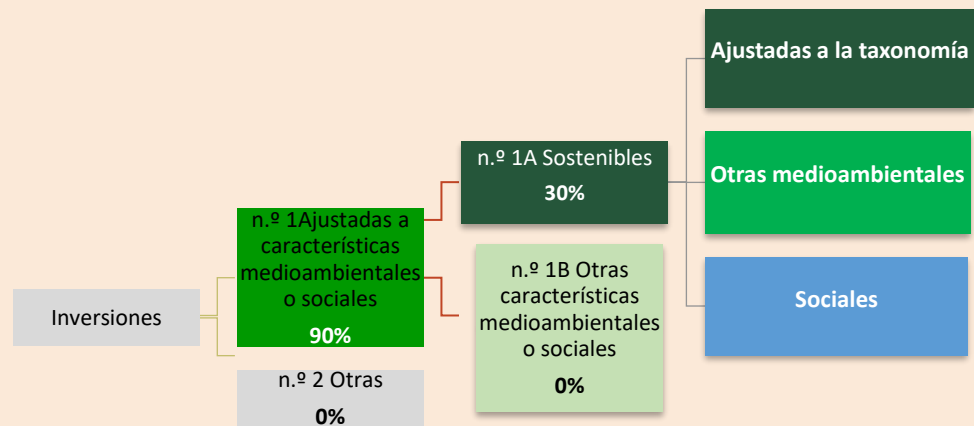 Inversiones
n.º 1Ajustadas a
características
medioambientales
o sociales
90%
n.º 2 Otras
0%
n.º 1A Sostenibles
30%
n.º 1B Otras
características
medioambientales
o sociales
0%
Ajustadas a la taxonomía
Otras medioambientales
Sociales